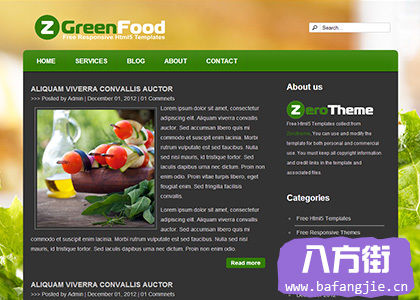 Z GreenFood
Free Responsive Html5 Templates
Search...
HOME SERVICES BLOG ABOUT CONTACT
AULIQUAM VIVERRA CONVALLIS AUCTOR
>>> Posted by Admin | December 01, 2012 | 01 Comments
Lorem ipsum dolor sit amet, consectetur
adipiscing elit. Aliquam viverra convallis
auctor. Sed accumsan libero quis mi
commodo et suscipit enim lacinia. Morbi
rutrum vulputate est sed faucibus. Nulla
sed nisl mauris, id tristique tortor. Sed
iaculis dapibus urna nec dictum. Proin
non enim odio. Proin vitae turpis libero, eget
feugiat enim. Sed fringilla facilisis
convallis.
Lorem ipsum dolor sit amet, consectetur
adipiscing elit. Aliquam viverra convallis
auctor. Sed accumsan libero quis mi
commodo et suscipit enim lacinia. Morbi rutrum vulputate est sed faucibus. Nulla sed nisl
mauris, id tristique tortor. Sed iaculis dapibus urna nec dictum. Proin non enim odio.
Read more
AULIQUAM VIVERRA CONVALLIS AUCTOR
>>> Posted by Admin | December 01, 2012 | 01 Comments
About us
ZeroTheme
Free Html5 Templates collect from
Zerotheme. You can use and modify the
template for both personal and commercial
use. You must keep all copyright information
and credit links in the template and
associated files.
Categories
Free Html5 Templates
Free Responsive Themes
八方街
www.bafangjie.cn